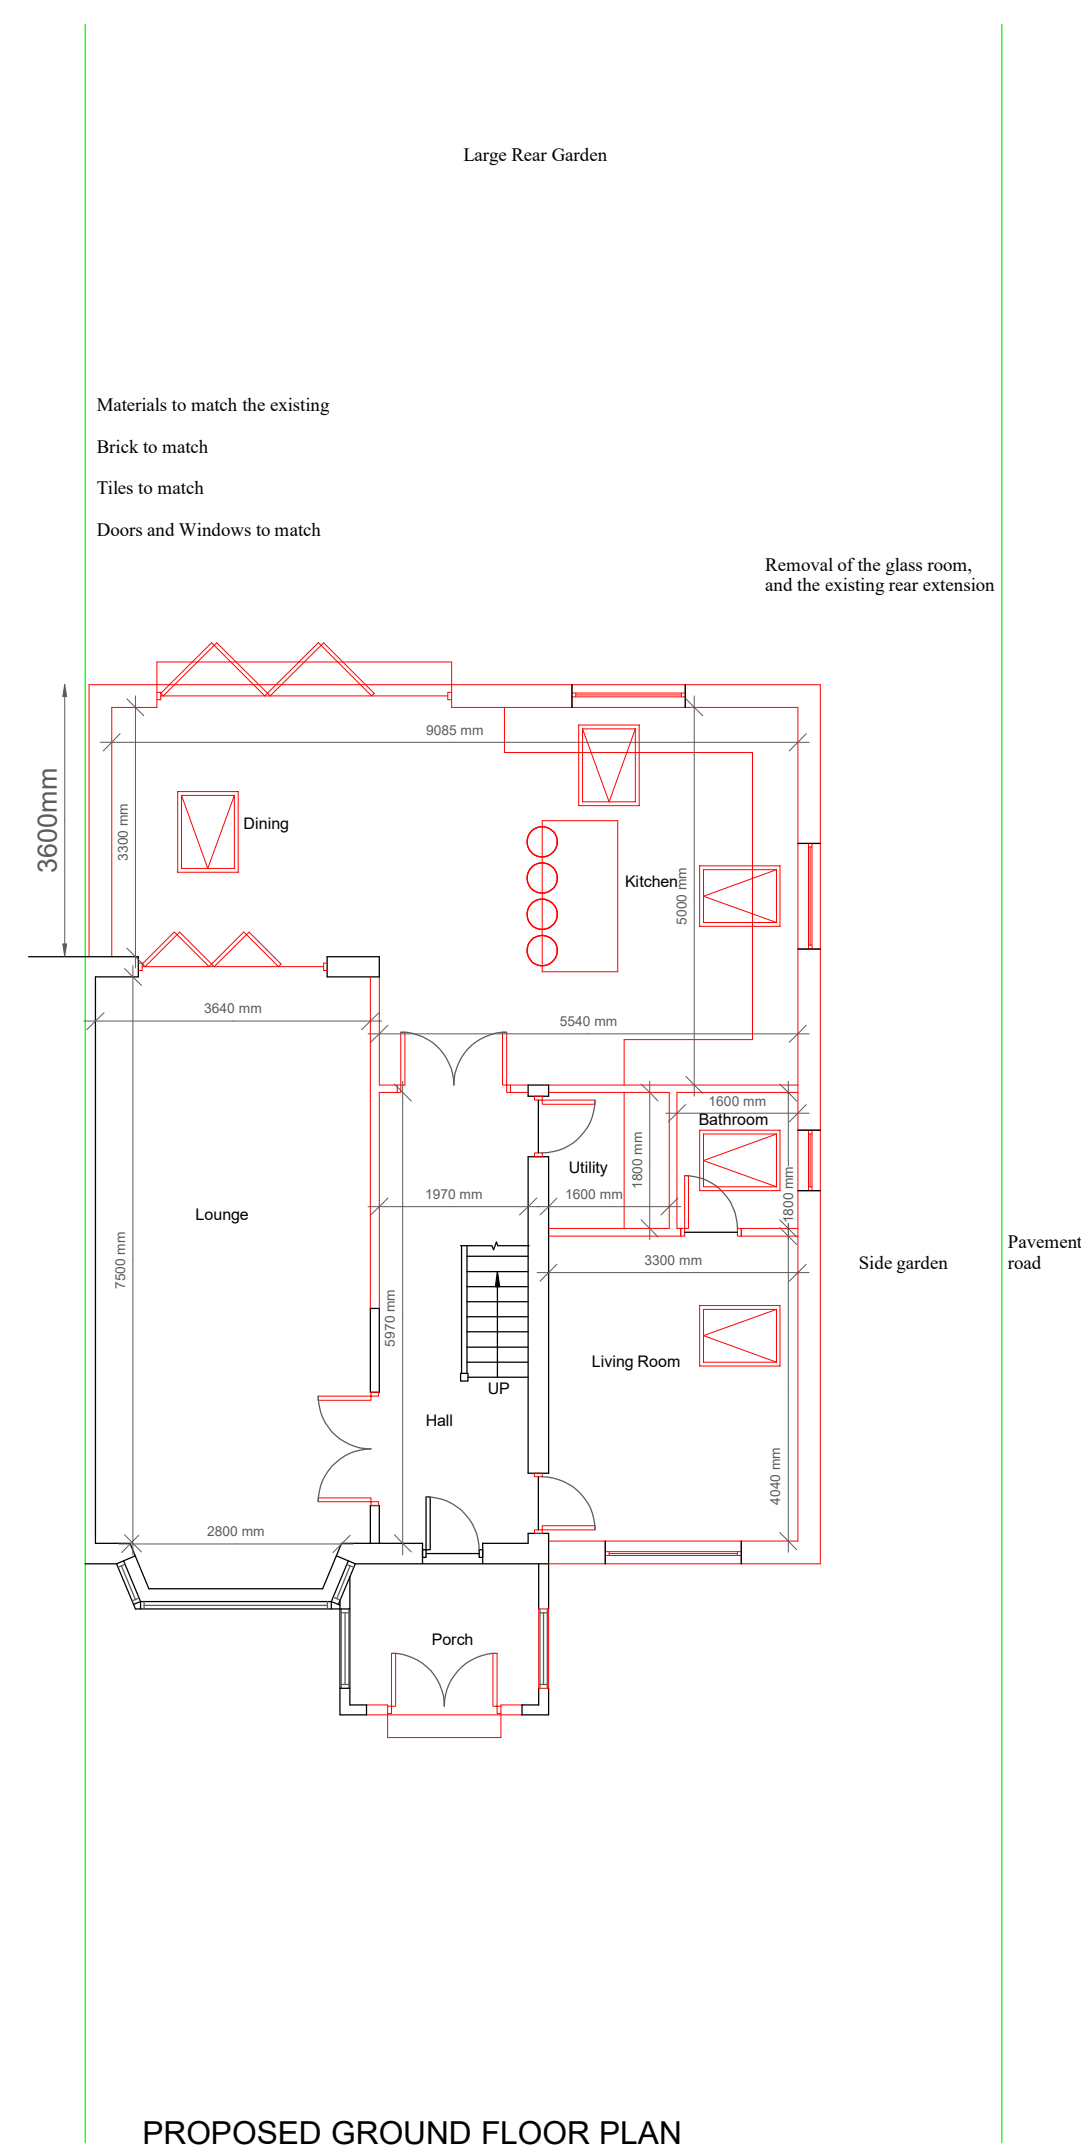 Large Rear Garden
Materials to match the existing
Brick to match
Tiles to match
Doors and Windows to match
Removal of the glass room,
and the existing rear extension
9085 mm
3600mm
3300 mm
Dining
Kitchen
5000 mm
3640 mm
5540 mm
1600 mm
Bathroom
1800 mm
Utility
1970 mm
1600 mm
1800 mm
Lounge
7500 mm
3300 mm
Side garden
Pavement
road
5970 mm
Living Room
UP
Hall
4040 mm
2800 mm
Porch
PROPOSED GROUND FLOOR PLAN